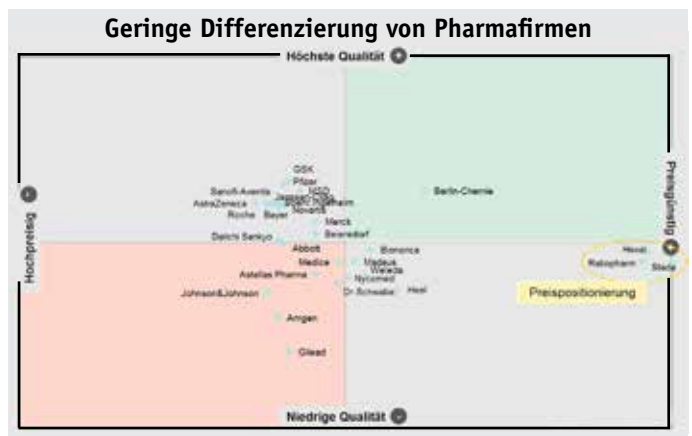 Geringe Differenzierung von Pharmafirmen
Höchste Qualität +
GSK
Pfizer
Sanofi-Aventis
MSD
AstraZeneca
Novartis
Roche
Bayer
Berlin-Chemie
Merck
Beiersdorf
Daiichi Sankyo
Abbott
Bionorica
Medice
Madaus
Weleda
Astellas Pharma
Nycomed
Johnson&Johnson
Dr Schwabe
Heel
Amgen
Gilead
Hexal
Ratiopharm
Stada
Preispositionierung
Hochpreisig -
Preisgünstig +
Niedrige Qualität -